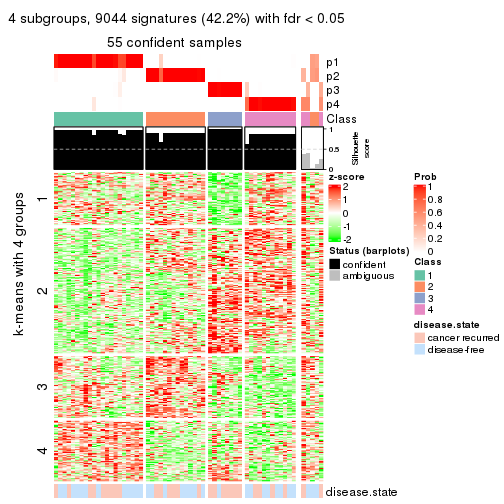 4 subgroups, 9044 signatures (42.2%) with fdr < 0.05
55 confident samples
p1
p2
p3
p4
Class
1
0.5
0
Silhouette
score
k-means with 4 groups
1
2
3
4
disease.state
z-score
2
1
0
-1
-2
Status (barplots)
confident
ambiguous
Prob
1
0.8
0.6
0.4
0.2
0
Class
1
2
3
4
disease.state
cancer recurred
disease-free